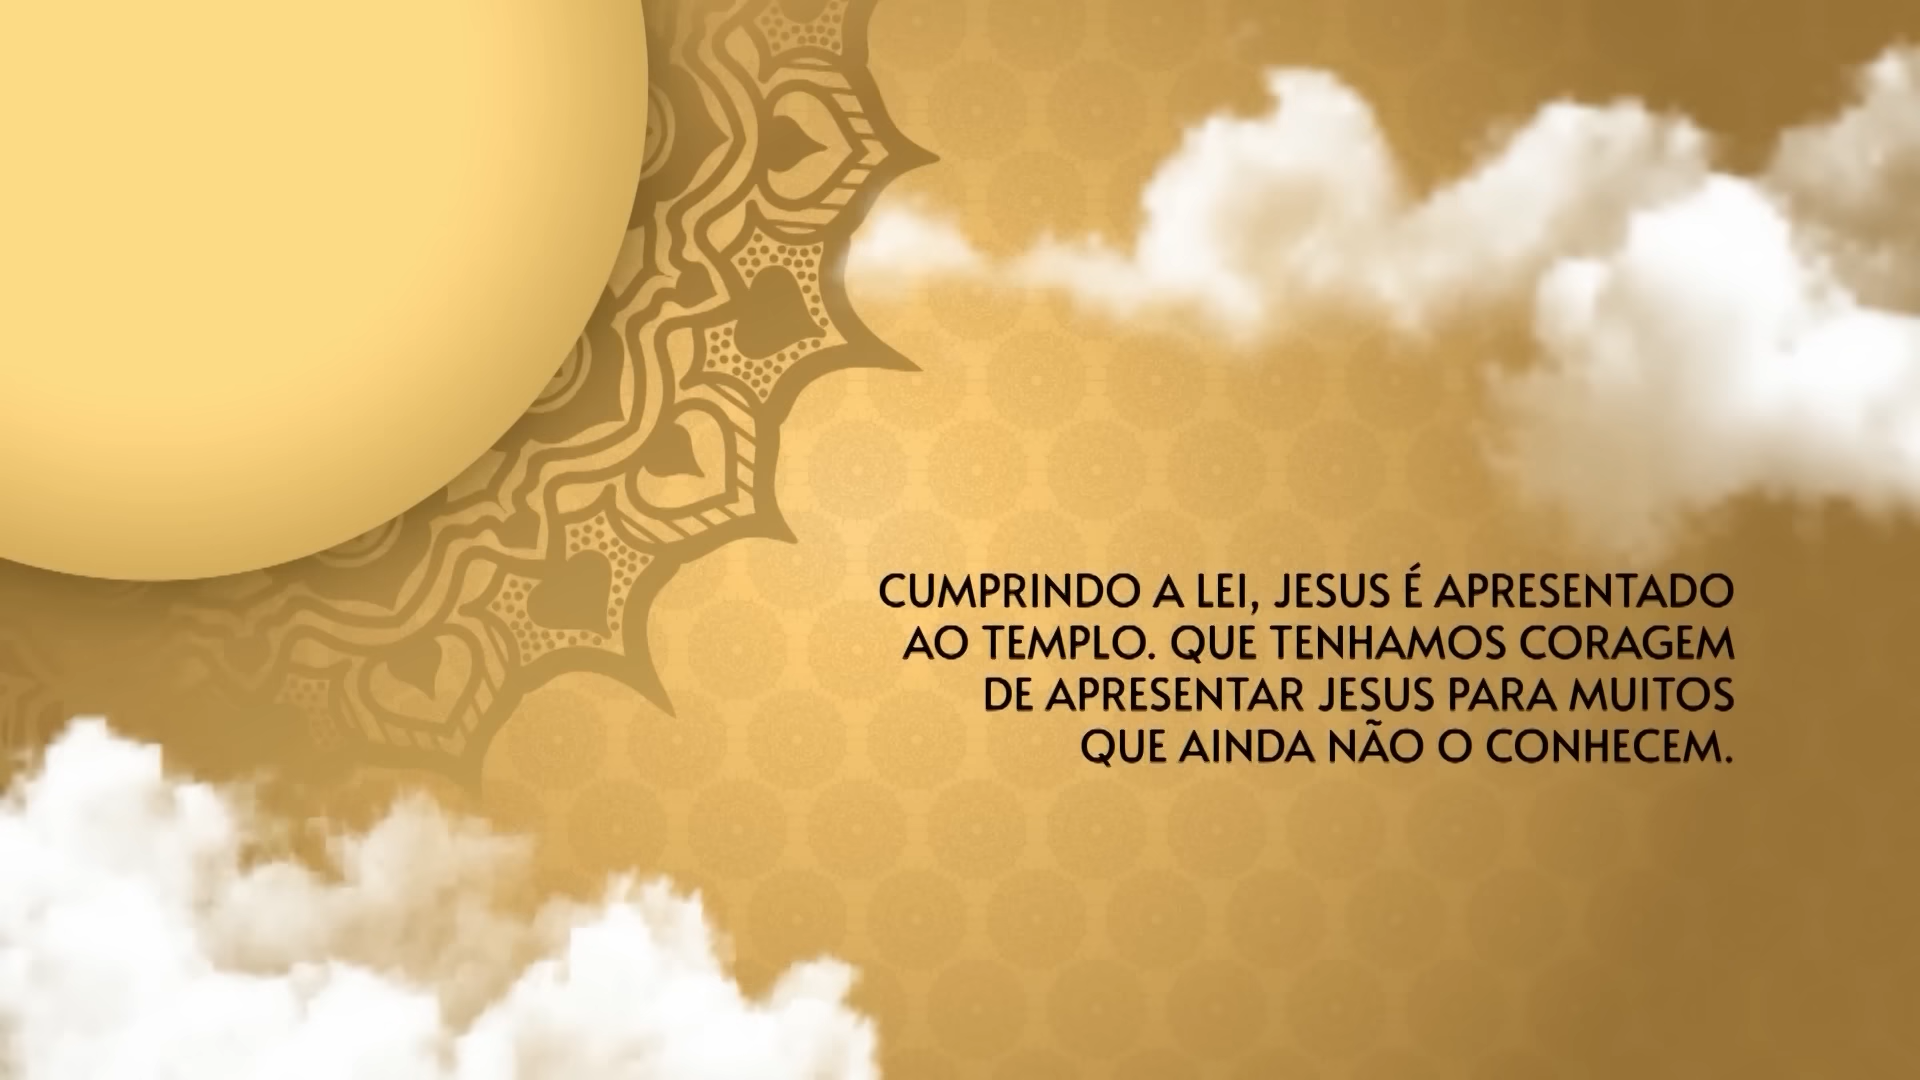 CUMPRINDO A LEI, JESUS É APRESENTADO
AO TEMPLO. QUE TENHAMOS CORAGEM
DE APRESENTAR JESUS PARA MUITOS
QUE AINDA NÃO O CONHECEM.